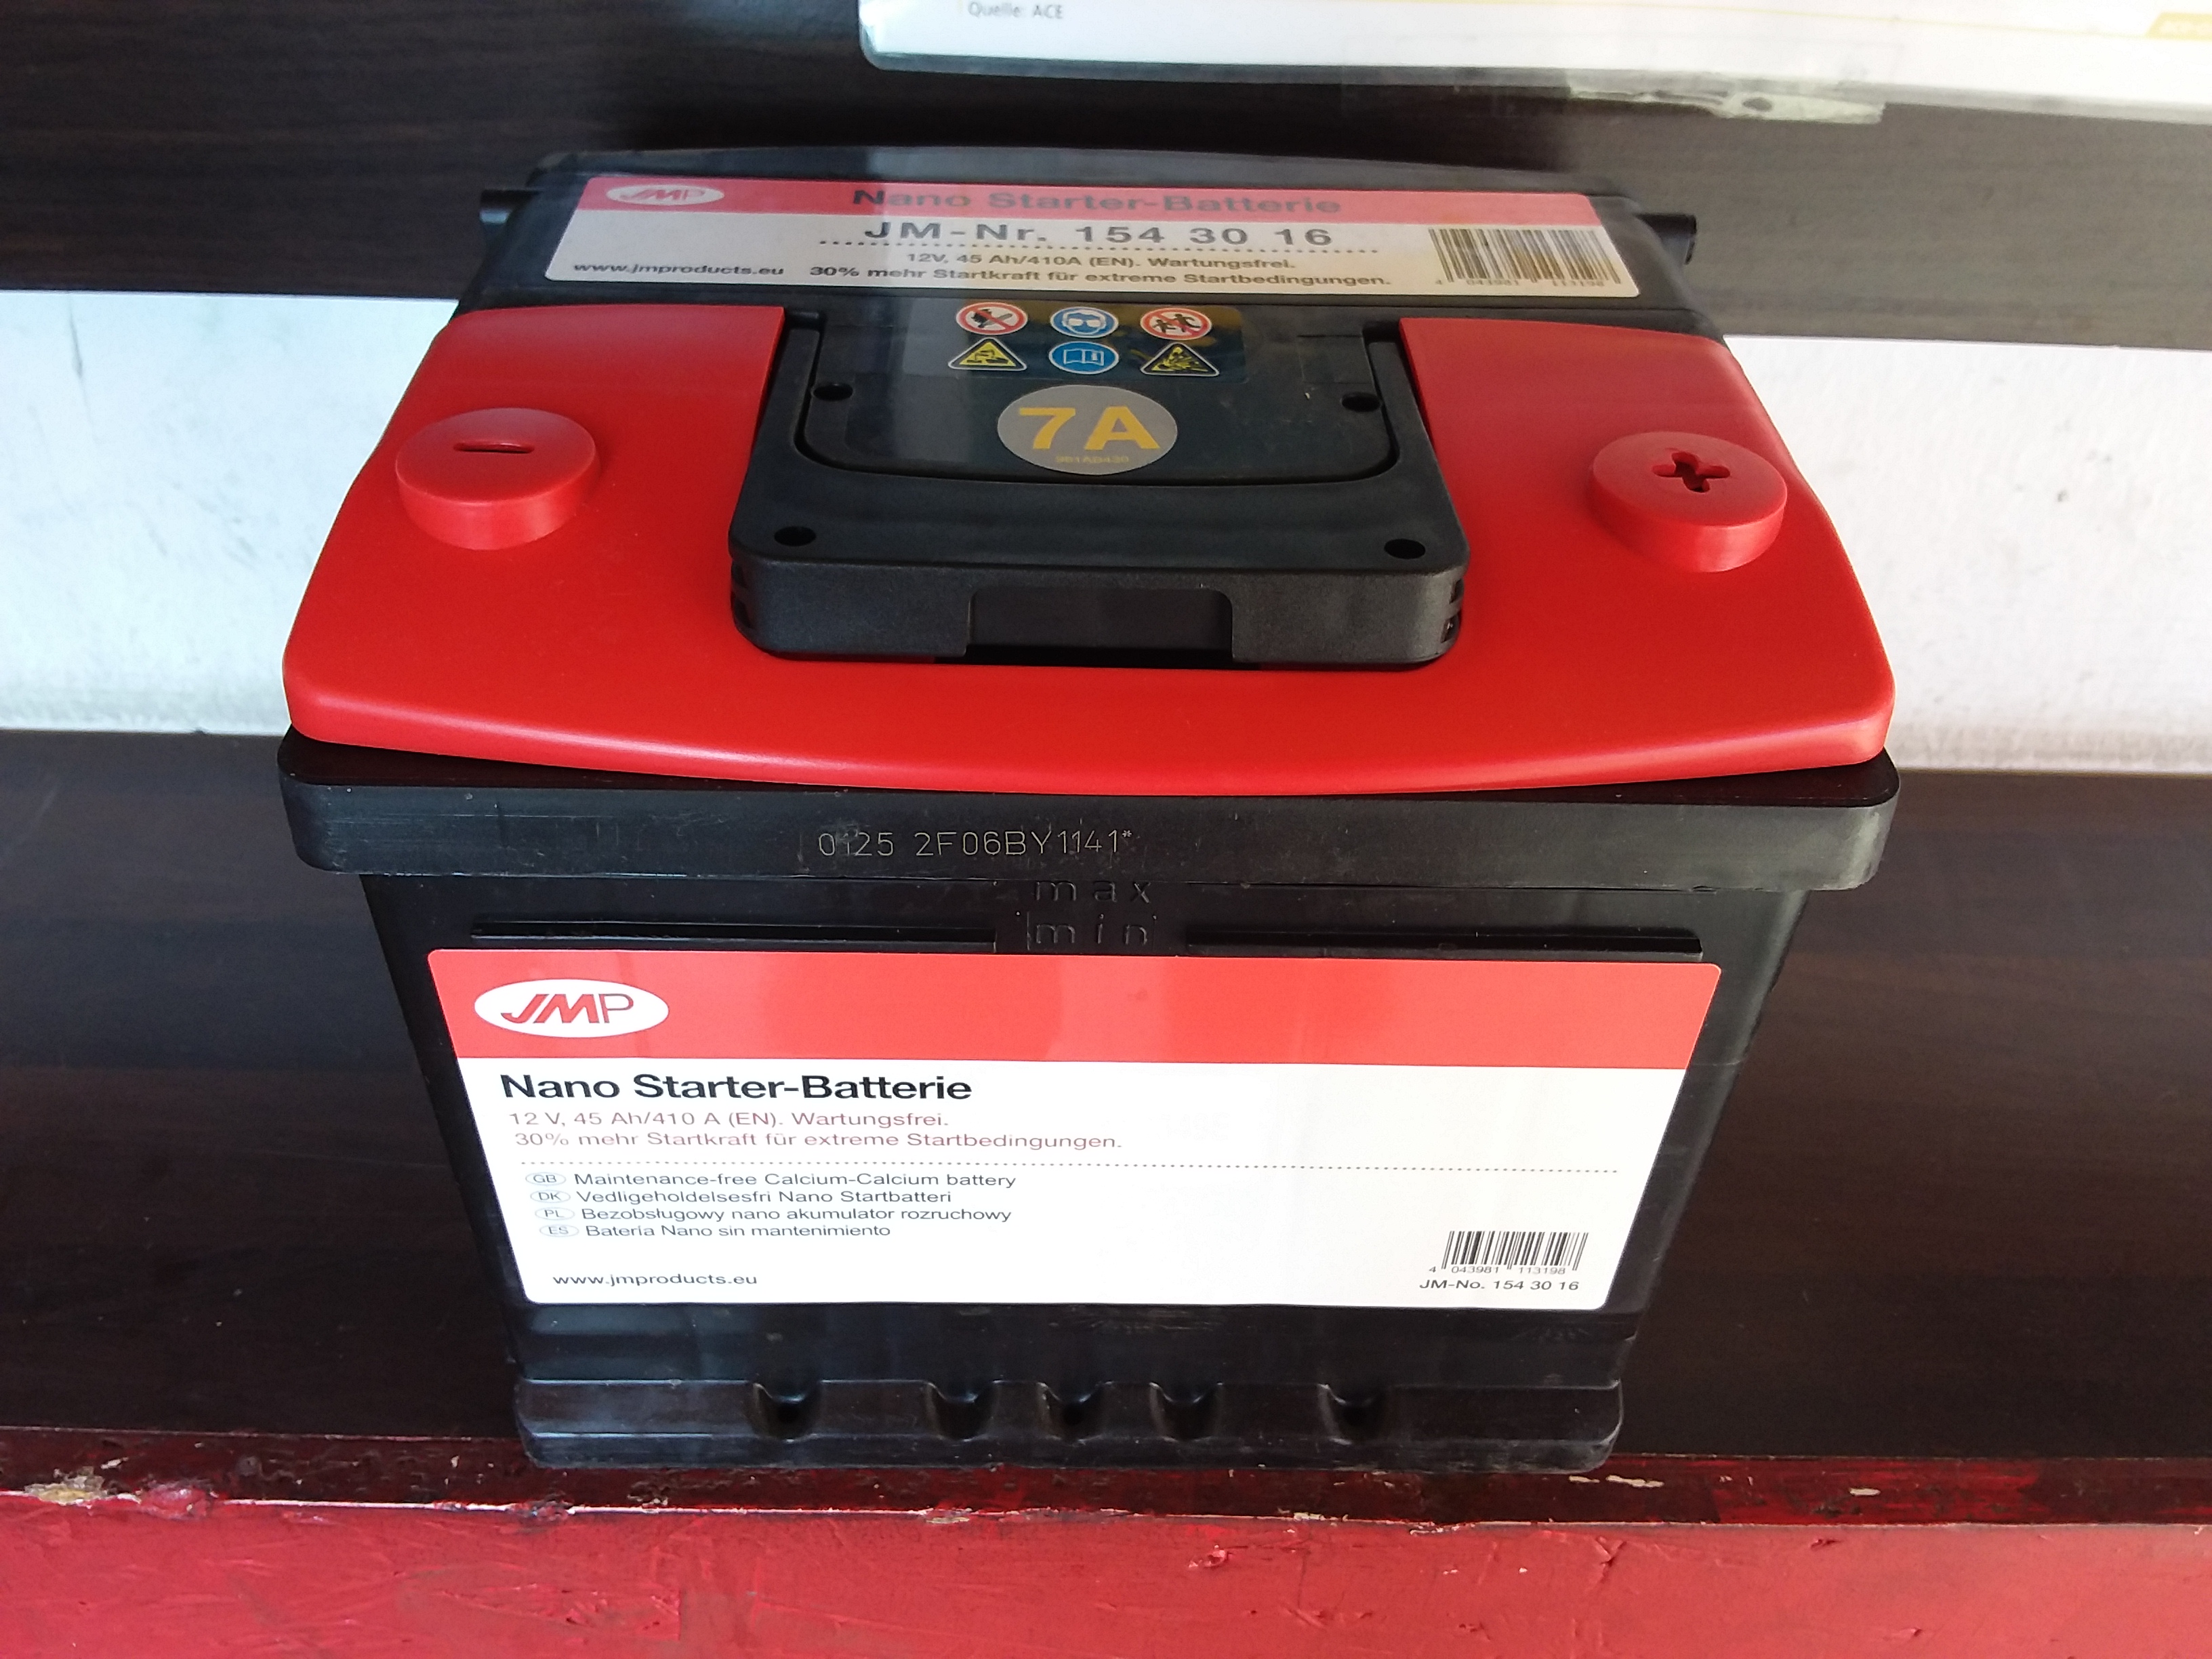 Quelle: ACE
JMP
Nano Starter-Batterie
JM-Nr. 154 30 16
12V, 45 Ah/410A (EN). Wartungsfrei.
www.jmproducts.eu 30% mehr Startkraft für extreme Startbedingungen.
4 043981 113198
7A
0125 2F06BY1141*
max
min
JMP
Nano Starter-Batterie
12 V, 45 Ah/410 A (EN). Wartungsfrei.
30% mehr Startkraft für extreme Startbedingungen.
GB Maintenance-free Calcium-Calcium battery
DK Vedligeholdelsesfri Nano Startbatteri
PL Bezobsługowy nano akumulator rozruchowy
ES Batería Nano sin mantenimiento
4 043981 113198
www.jmproducts.eu
JM-No. 154 30 16